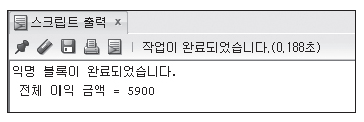 스크립트 출력 x
작업이 완료되었습니다.(0,188초)
익명 블록이 완료되었습니다.
전체 이익 금액 = 5900